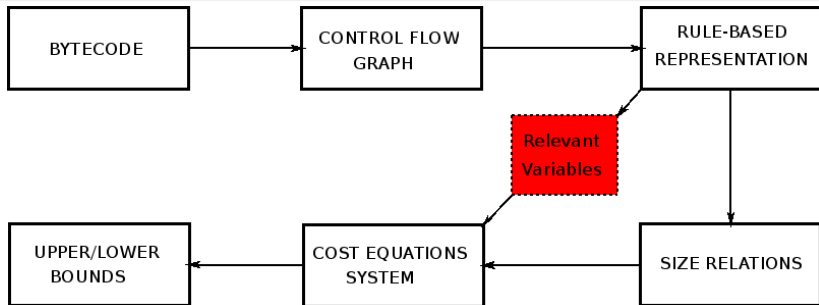 BYTECODE
CONTROL FLOW
GRAPH
RULE-BASED
REPRESENTATION
Relevant
Variables
UPPER/LOWER
BOUNDS
COST EQUATIONS
SYSTEM
SIZE RELATIONS